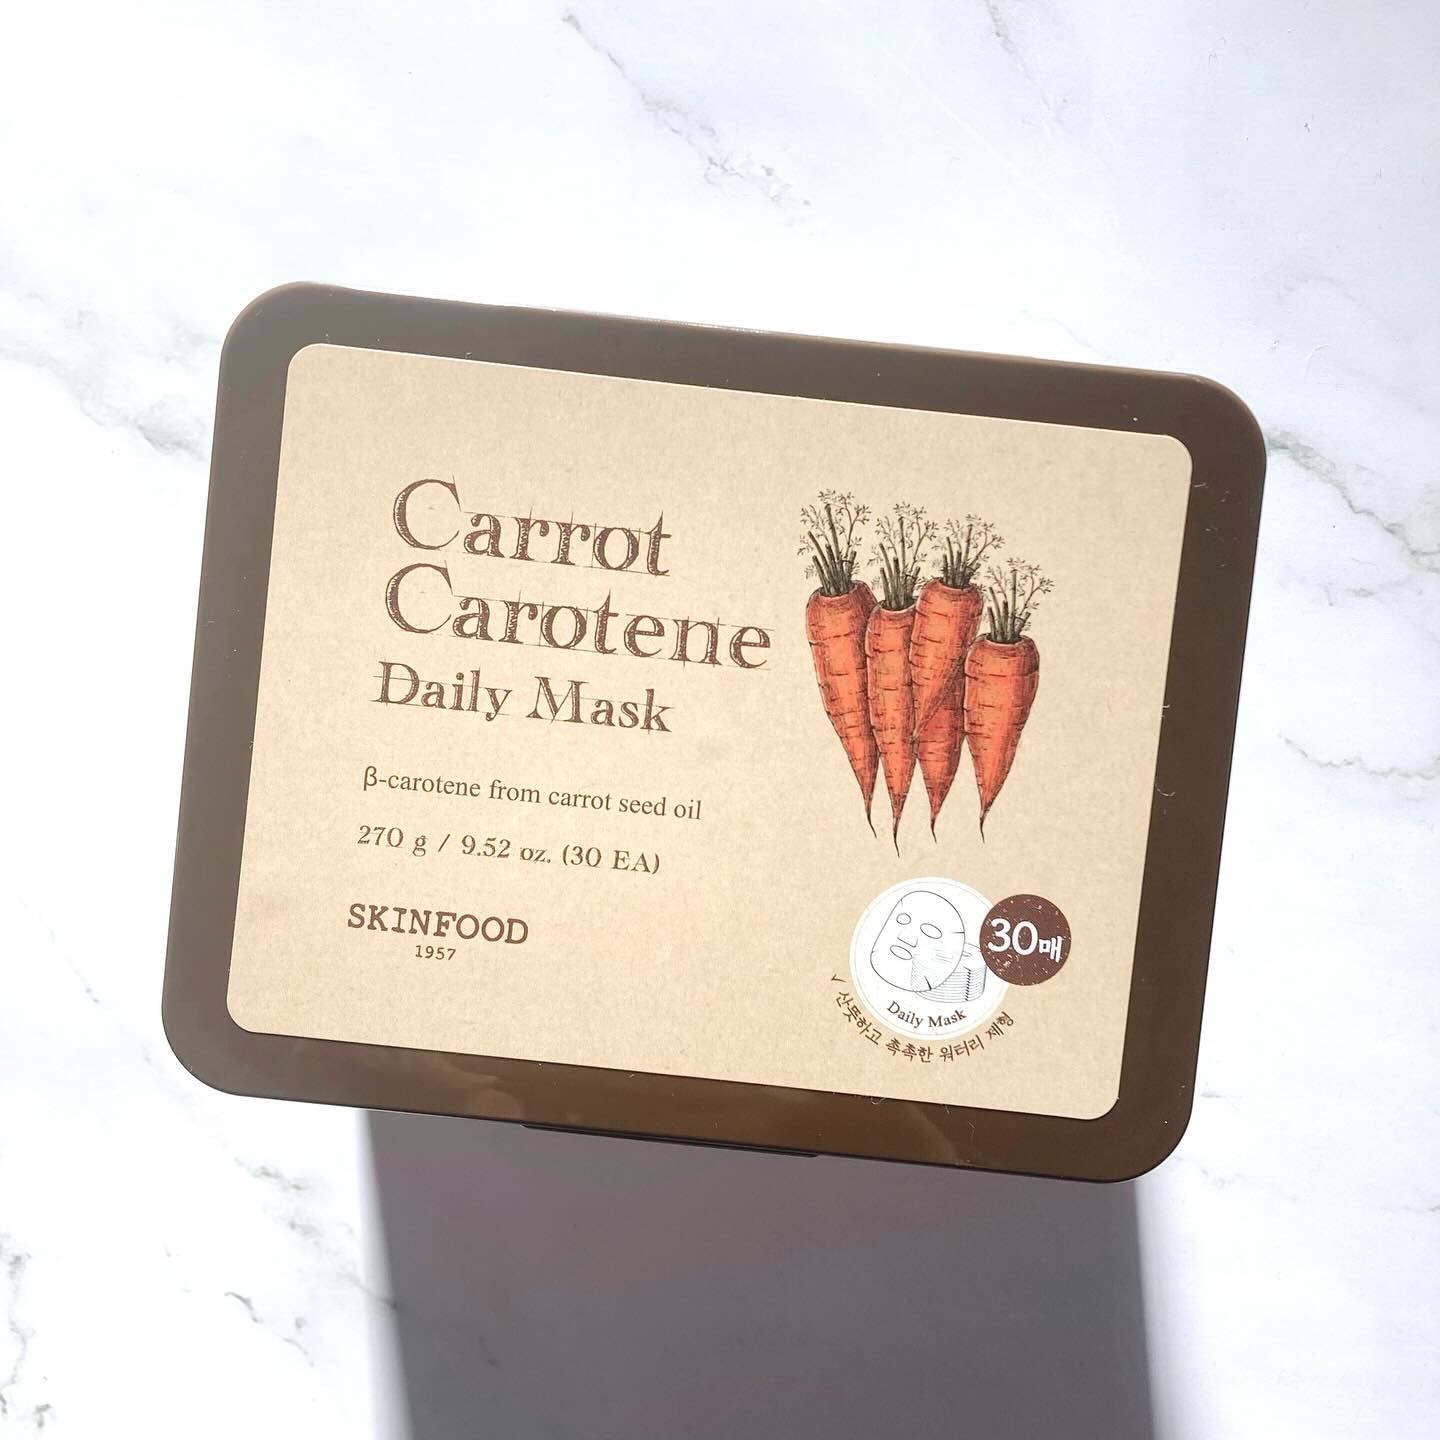 Carrot
Carotene
Daily Mask
β-carotene from carrot seed oil
270 g / 9.52 oz. (30 EA)
SKINFOOD
1957
30매
Daily Mask
✓ 산뜻하고 촉촉한 워터리 제형